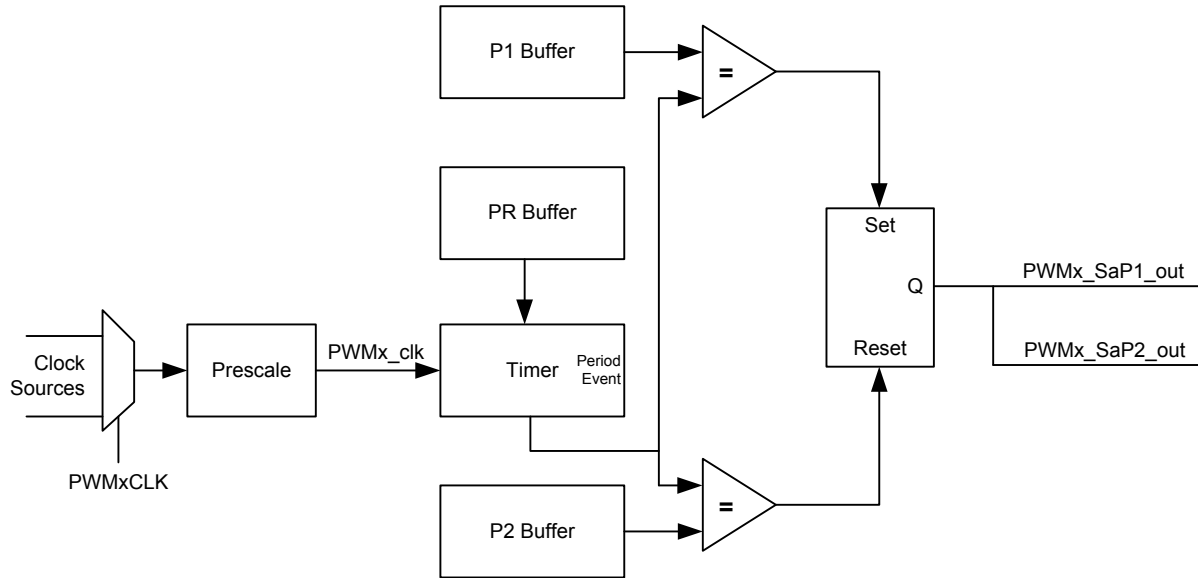 P1 Buffer
=
PR Buffer
Set
Q
Reset
PWMx_SaP1_out
PWMx_SaP2_out
Clock
Sources
Prescale
PWMx_clk
Timer
Period
Event
PWMxCLK
P2 Buffer
=